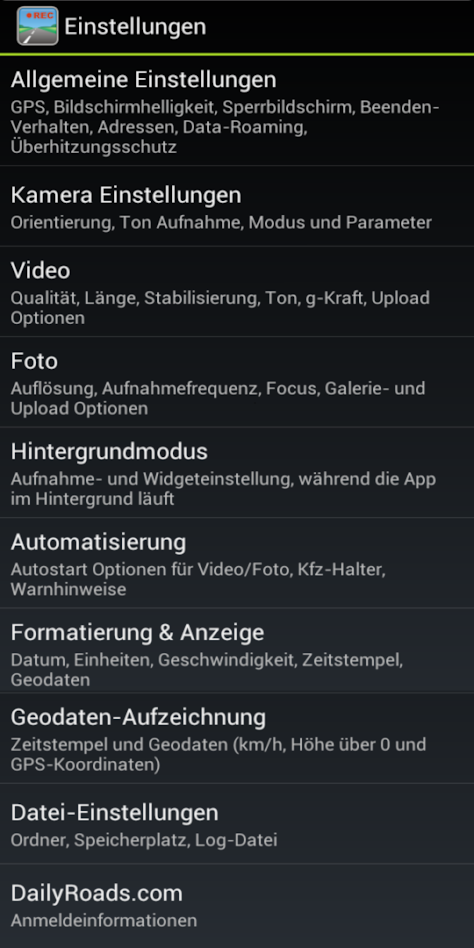 REC
Einstellungen
Allgemeine Einstellungen
GPS, Bildschirmhelligkeit, Sperrbildschirm, Beenden-
Verhalten, Adressen, Data-Roaming,
Überhitzungsschutz
Kamera Einstellungen
Orientierung, Ton Aufnahme, Modus und Parameter
Video
Qualität, Länge, Stabilisierung, Ton, g-Kraft, Upload
Optionen
Foto
Auflösung, Aufnahmefrequenz, Focus, Galerie- und
Upload Optionen
Hintergrundmodus
Aufnahme- und Widgeteinstellung, während die App
im Hintergrund läuft
Automatisierung
Autostart Optionen für Video/Foto, Kfz-Halter,
Warnhinweise
Formatierung & Anzeige
Datum, Einheiten, Geschwindigkeit, Zeitstempel,
Geodaten
Geodaten-Aufzeichnung
Zeitstempel und Geodaten (km/h, Höhe über 0 und
GPS-Koordinaten)
Datei-Einstellungen
Ordner, Speicherplatz, Log-Datei
DailyRoads.com
Anmeldeinformationen